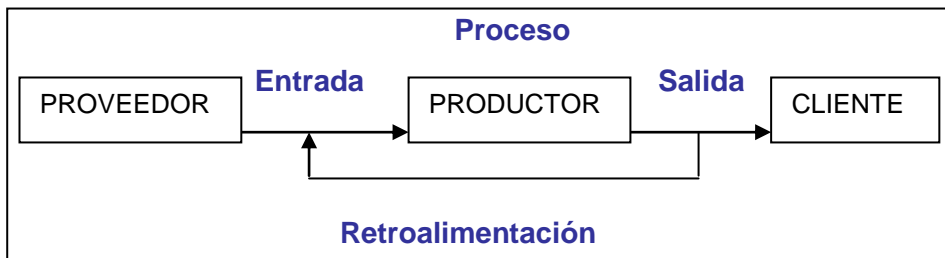 Proceso
Entrada
Salida
PROVEEDOR
PRODUCTOR
CLIENTE
Retroalimentación